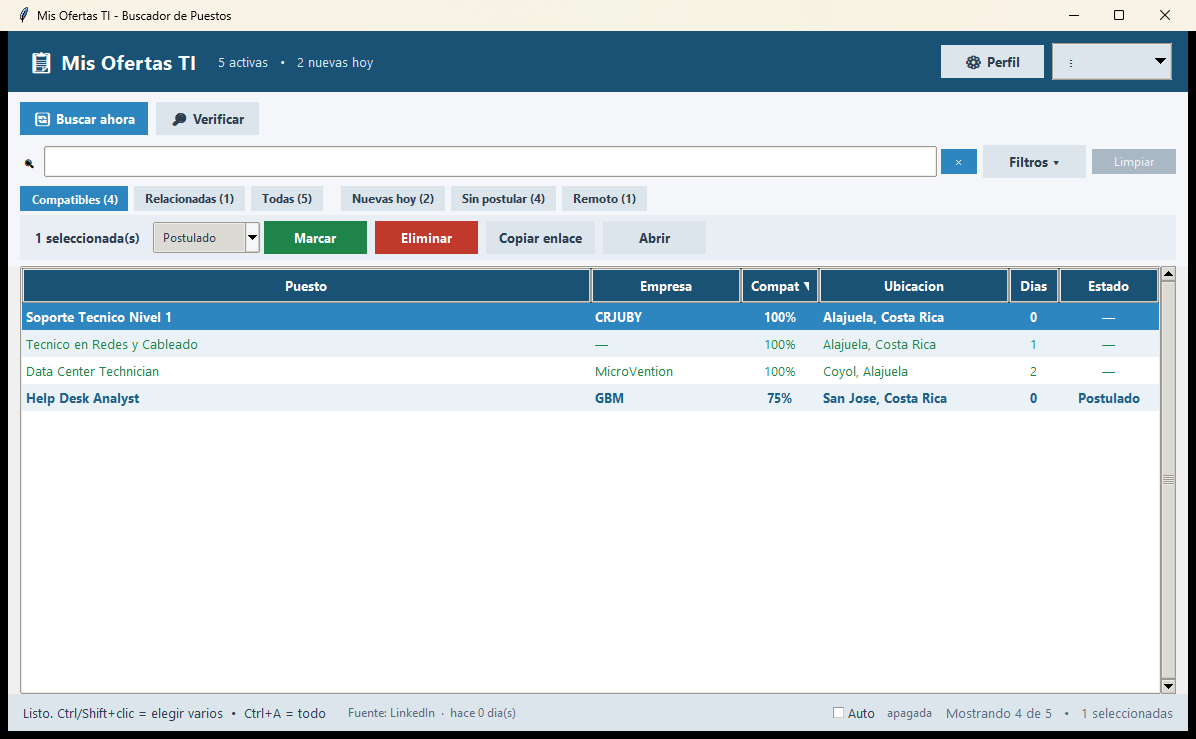 Mis Ofertas TI - Buscador de Puestos
Mis Ofertas TI 5 activas • 2 nuevas hoy Perfil ⋮
Buscar ahora Verificar
× Filtros ▾ Limpiar
Compatibles (4) Relacionadas (1) Todas (5) Nuevas hoy (2) Sin postular (4) Remoto (1)
1 seleccionada(s) Postulado Marcar Eliminar Copiar enlace Abrir
Puesto Empresa Compat ▼ Ubicacion Dias Estado
Soporte Tecnico Nivel 1 CRJUBY 100% Alajuela, Costa Rica 0 —
Tecnico en Redes y Cableado — 100% Alajuela, Costa Rica 1 —
Data Center Technician MicroVention 100% Coyol, Alajuela 2 —
Help Desk Analyst GBM 75% San Jose, Costa Rica 0 Postulado
Listo. Ctrl/Shift+clic = elegir varios • Ctrl+A = todo Fuente: LinkedIn · hace 0 dia(s) Auto apagada Mostrando 4 de 5 • 1 seleccionadas